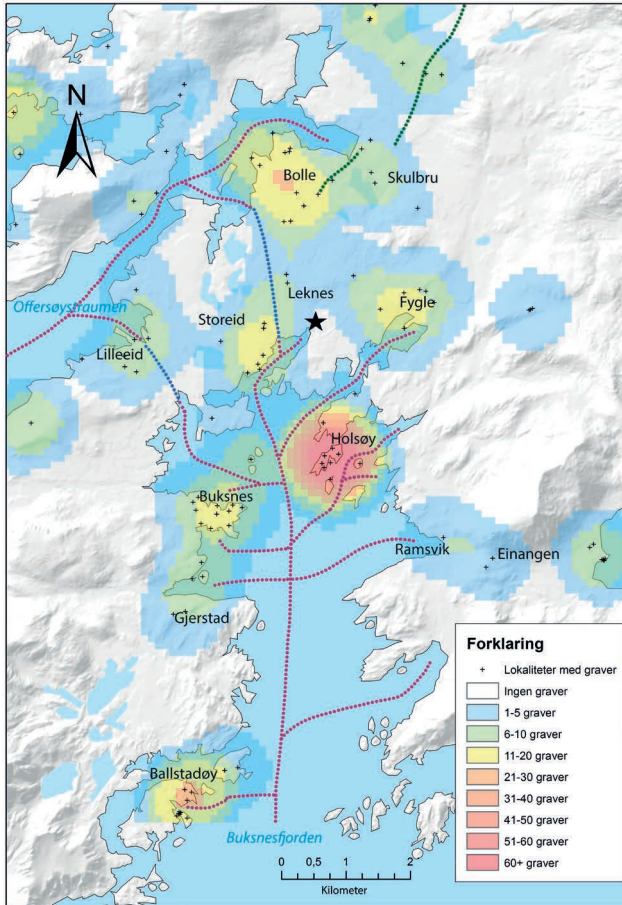 N
Bolle
Skulbru
Offersøystraumen
Leknes
Storeid
Fygle
Lilleeid
Holsøy
Buksnes
Ramsvik
Einangen
Gjerstad
Ballstadøy
Buksnesfjorden
0 0,5 1 2
Kilometer
Forklaring
+ Lokaliteter med graver
Ingen graver
1-5 graver
6-10 graver
11-20 graver
21-30 graver
31-40 graver
41-50 graver
51-60 graver
60+ graver